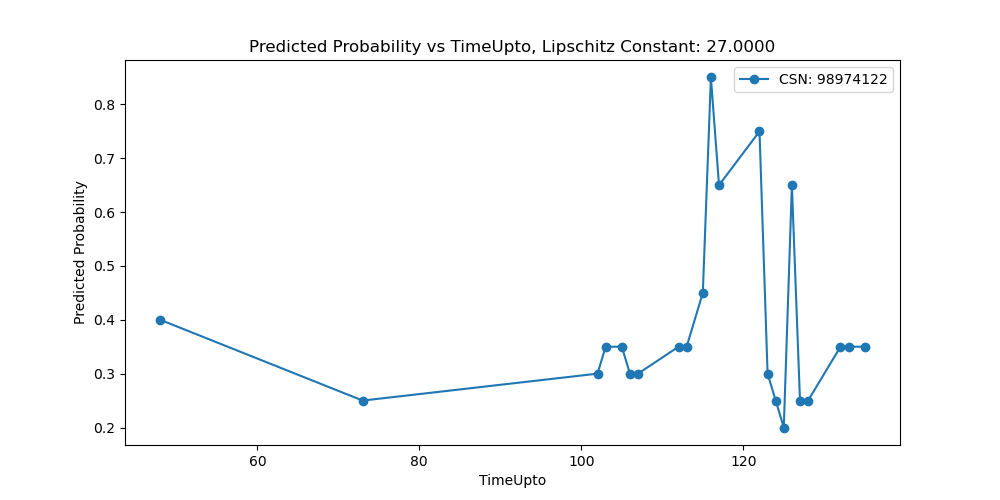 Predicted Probability vs TimeUpto, Lipschitz Constant: 27.0000
CSN: 98974122
0.8
0.7
0.6
0.5
0.4
0.3
0.2
Predicted Probability
60 80 100 120
TimeUpto